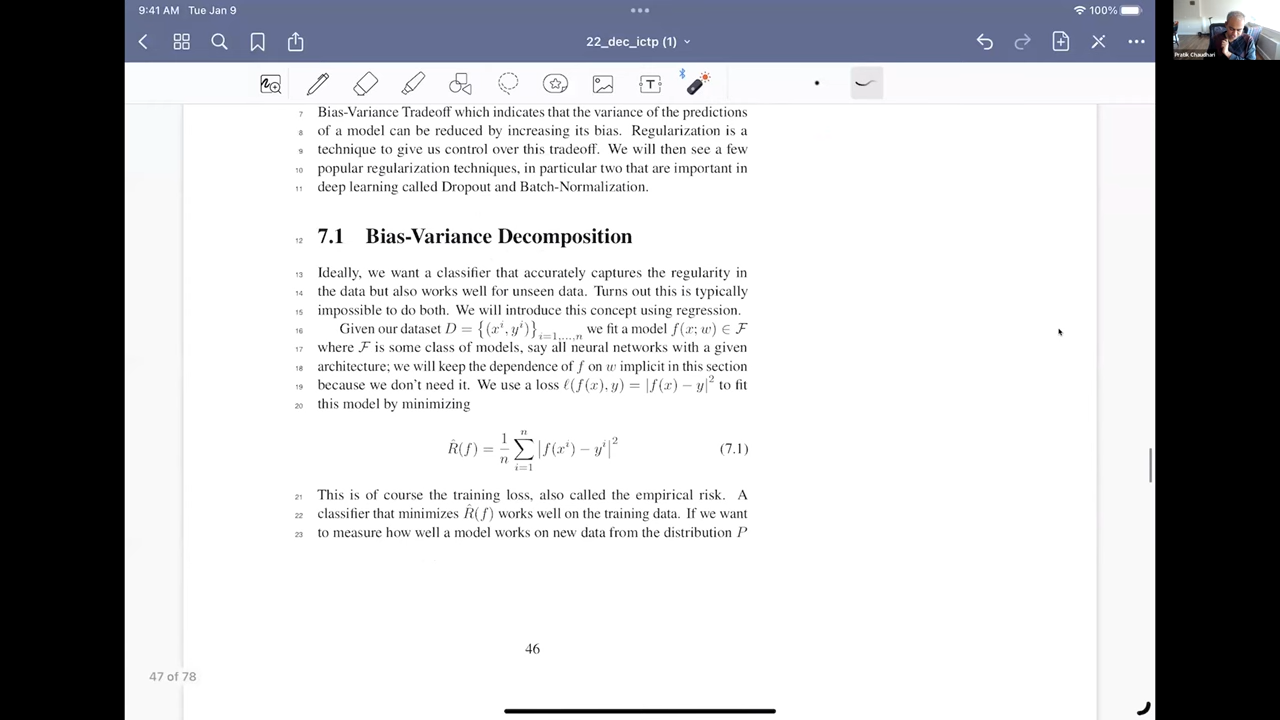 9:41 AM Tue Jan 9
100%
22_dec_ictp (1)
Pratik Chaudhari
7 Bias-Variance Tradeoff which indicates that the variance of the predictions
8 of a model can be reduced by increasing its bias. Regularization is a
9 technique to give us control over this tradeoff. We will then see a few
10 popular regularization techniques, in particular two that are important in
11 deep learning called Dropout and Batch-Normalization.
12 7.1 Bias-Variance Decomposition
13 Ideally, we want a classifier that accurately captures the regularity in
14 the data but also works well for unseen data. Turns out this is typically
15 impossible to do both. We will introduce this concept using regression.
16 Given our dataset D = {(x^i, y^i)}_{i=1,...,n} we fit a model f(x; w) ∈ F
17 where F is some class of models, say all neural networks with a given
18 architecture; we will keep the dependence of f on w implicit in this section
19 because we don't need it. We use a loss ℓ(f(x), y) = |f(x) − y|^2 to fit
20 this model by minimizing
R̂(f) = 1/n ∑_{i=1}^{n} |f(x^i) − y^i|^2 (7.1)
21 This is of course the training loss, also called the empirical risk. A
22 classifier that minimizes R̂(f) works well on the training data. If we want
23 to measure how well a model works on new data from the distribution P
46
47 of 78